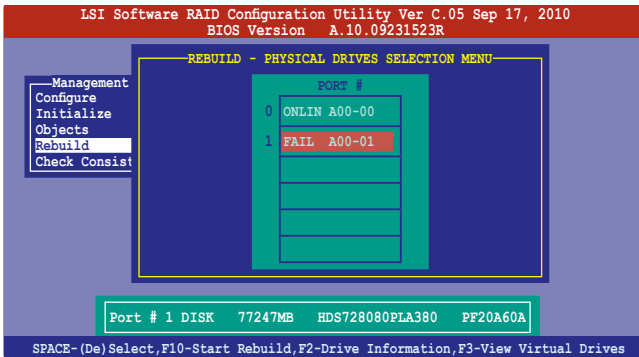 LSI Software RAID Configuration Utility Ver C.05 Sep 17, 2010
BIOS Version A.10.09231523R
REBUILD - PHYSICAL DRIVES SELECTION MENU
Management
Configure
Initialize
Objects
Rebuild
Check Consist
PORT #
0 ONLIN A00-00
1 FAIL A00-01
Port # 1 DISK 77247MB HDS728080PLA380 PF20A60A
SPACE-(De)Select,F10-Start Rebuild,F2-Drive Information,F3-View Virtual Drives